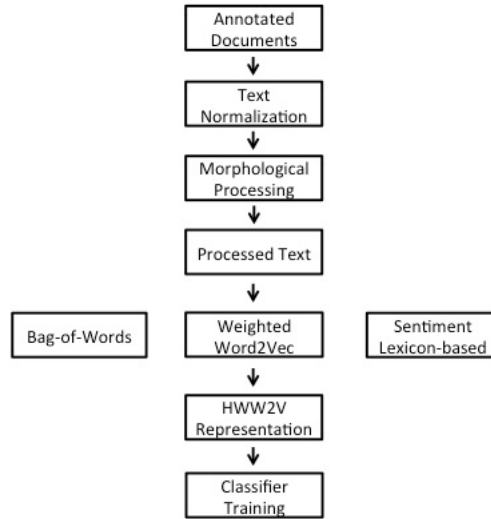 Annotated
Documents
Text
Normalization
Morphological
Processing
Processed Text
Bag-of-Words
Weighted
Word2Vec
Sentiment
Lexicon-based
HWW2V
Representation
Classifier
Training